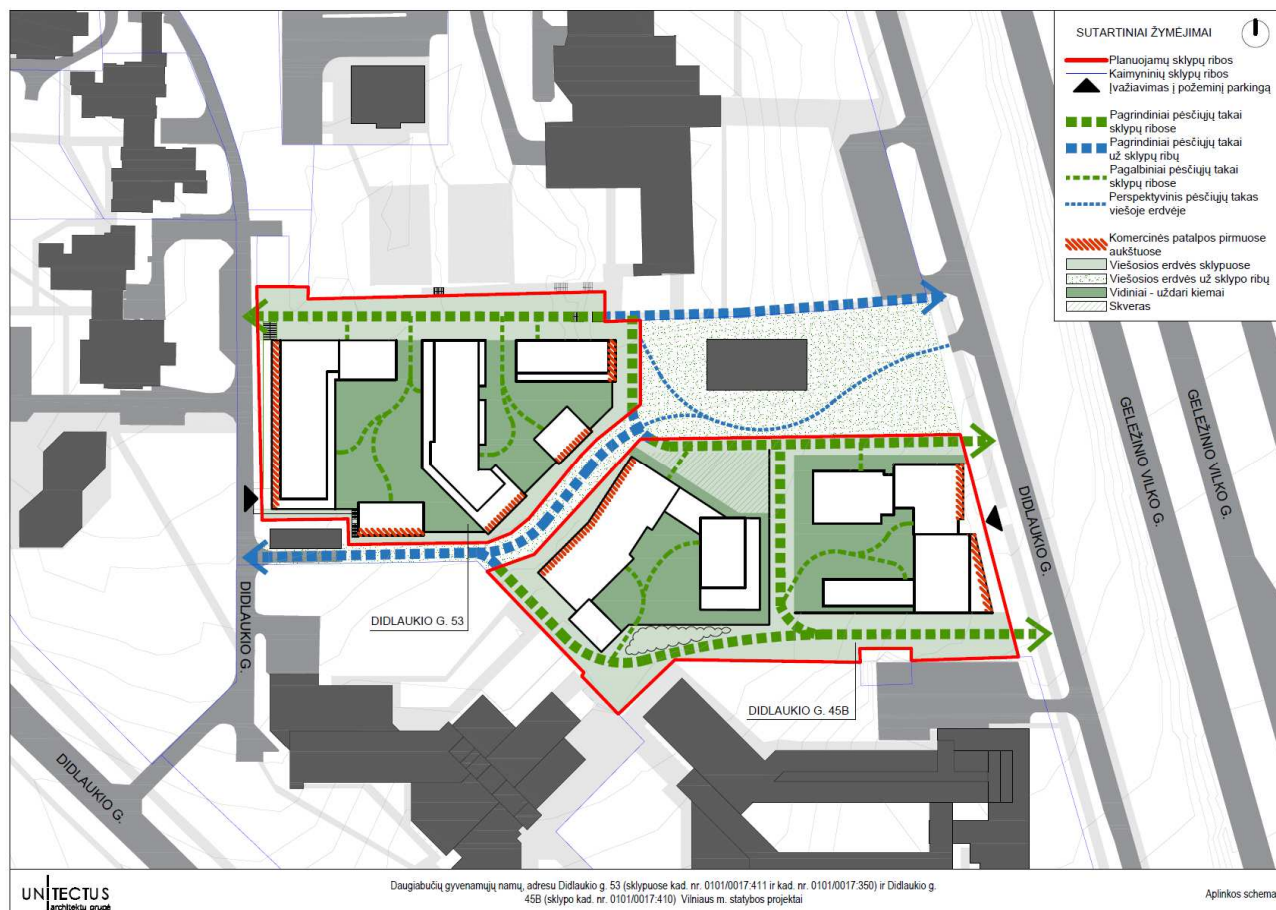 SUTARTINIAI ŽYMĖJIMAI
Planuojamų sklypų ribos
Kaimyninių sklypų ribos
Įvažiavimas į požeminį parkingą
Pagrindiniai pėsčiųjų takai
sklypų ribose
Pagrindiniai pėsčiųjų takai
už sklypų ribų
Pagalbiniai pėsčiųjų takai
sklypų ribose
Perspektyvinis pėsčiųjų takas
viešoje erdvėje
Komercinės patalpos pirmuose
aukštuose
Viešosios erdvės sklypuose
Viešosios erdvės už sklypo ribų
Vidiniai - uždari kiemai
Skveras
GELEŽINIO VILKO G.
GELEŽINIO VILKO G.
DIDLAUKIO G.
DIDLAUKIO G.
DIDLAUKIO G. 53
DIDLAUKIO G. 45B
DIDLAUKIO G.
UNITECTUS
architektų grupė
Daugiabučių gyvenamųjų namų, adresu Didlaukio g. 53 (sklypuose kad. nr. 0101/0017:411 ir kad. nr. 0101/0017:350) ir Didlaukio g.
45B (sklypo kad. nr. 0101/0017:410) Vilniaus m. statybos projektai
Aplinkos schema